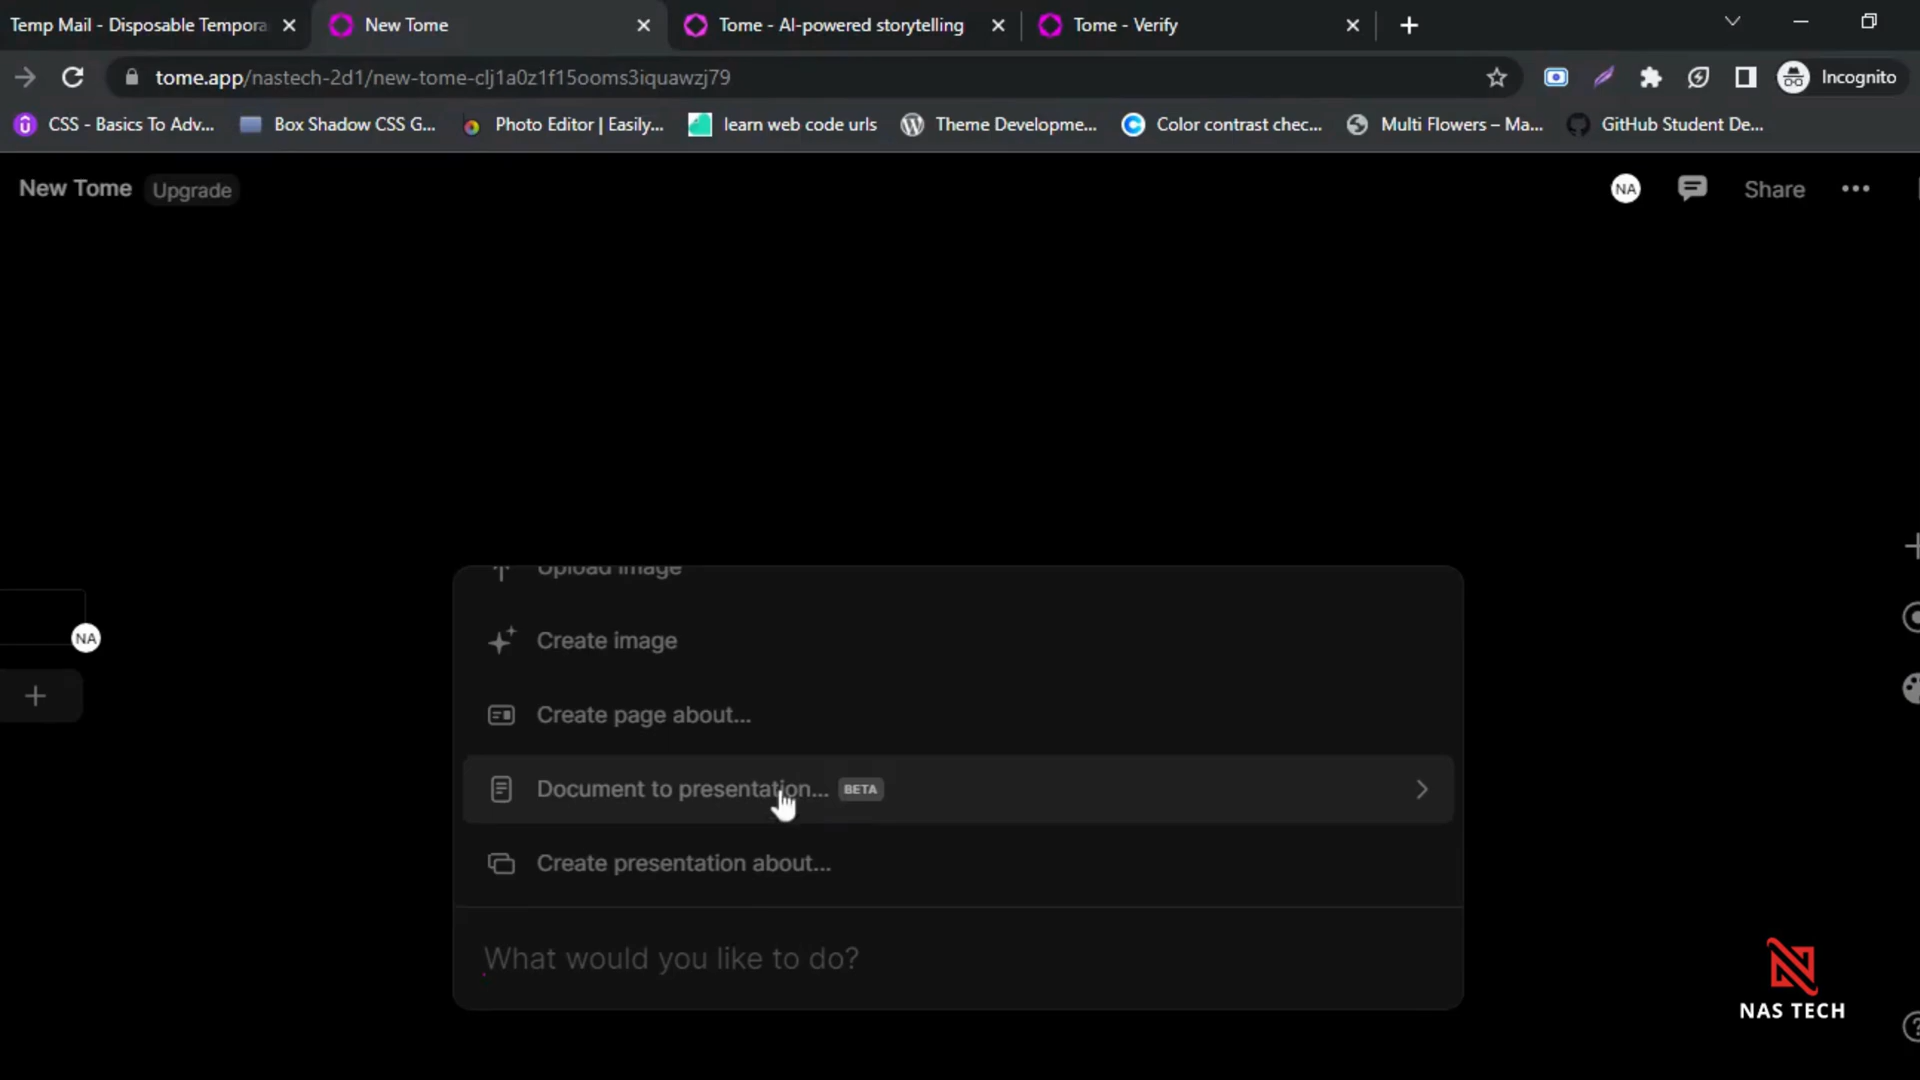 Temp Mail - Disposable Tempora
New Tome
Tome - AI-powered storytelling
Tome - Verify
tome.app/nastech-2d1/new-tome-clj1a0z1f15ooms3iquawzj79
Incognito
CSS - Basics To Adv...
Box Shadow CSS G...
Photo Editor | Easily...
learn web code urls
Theme Developme...
Color contrast chec...
Multi Flowers – Ma...
GitHub Student De...
New Tome
Upgrade
NA
Share
Upload image
Create image
NA
Create page about...
Document to presentation...
BETA
Create presentation about...
What would you like to do?
NAS TECH